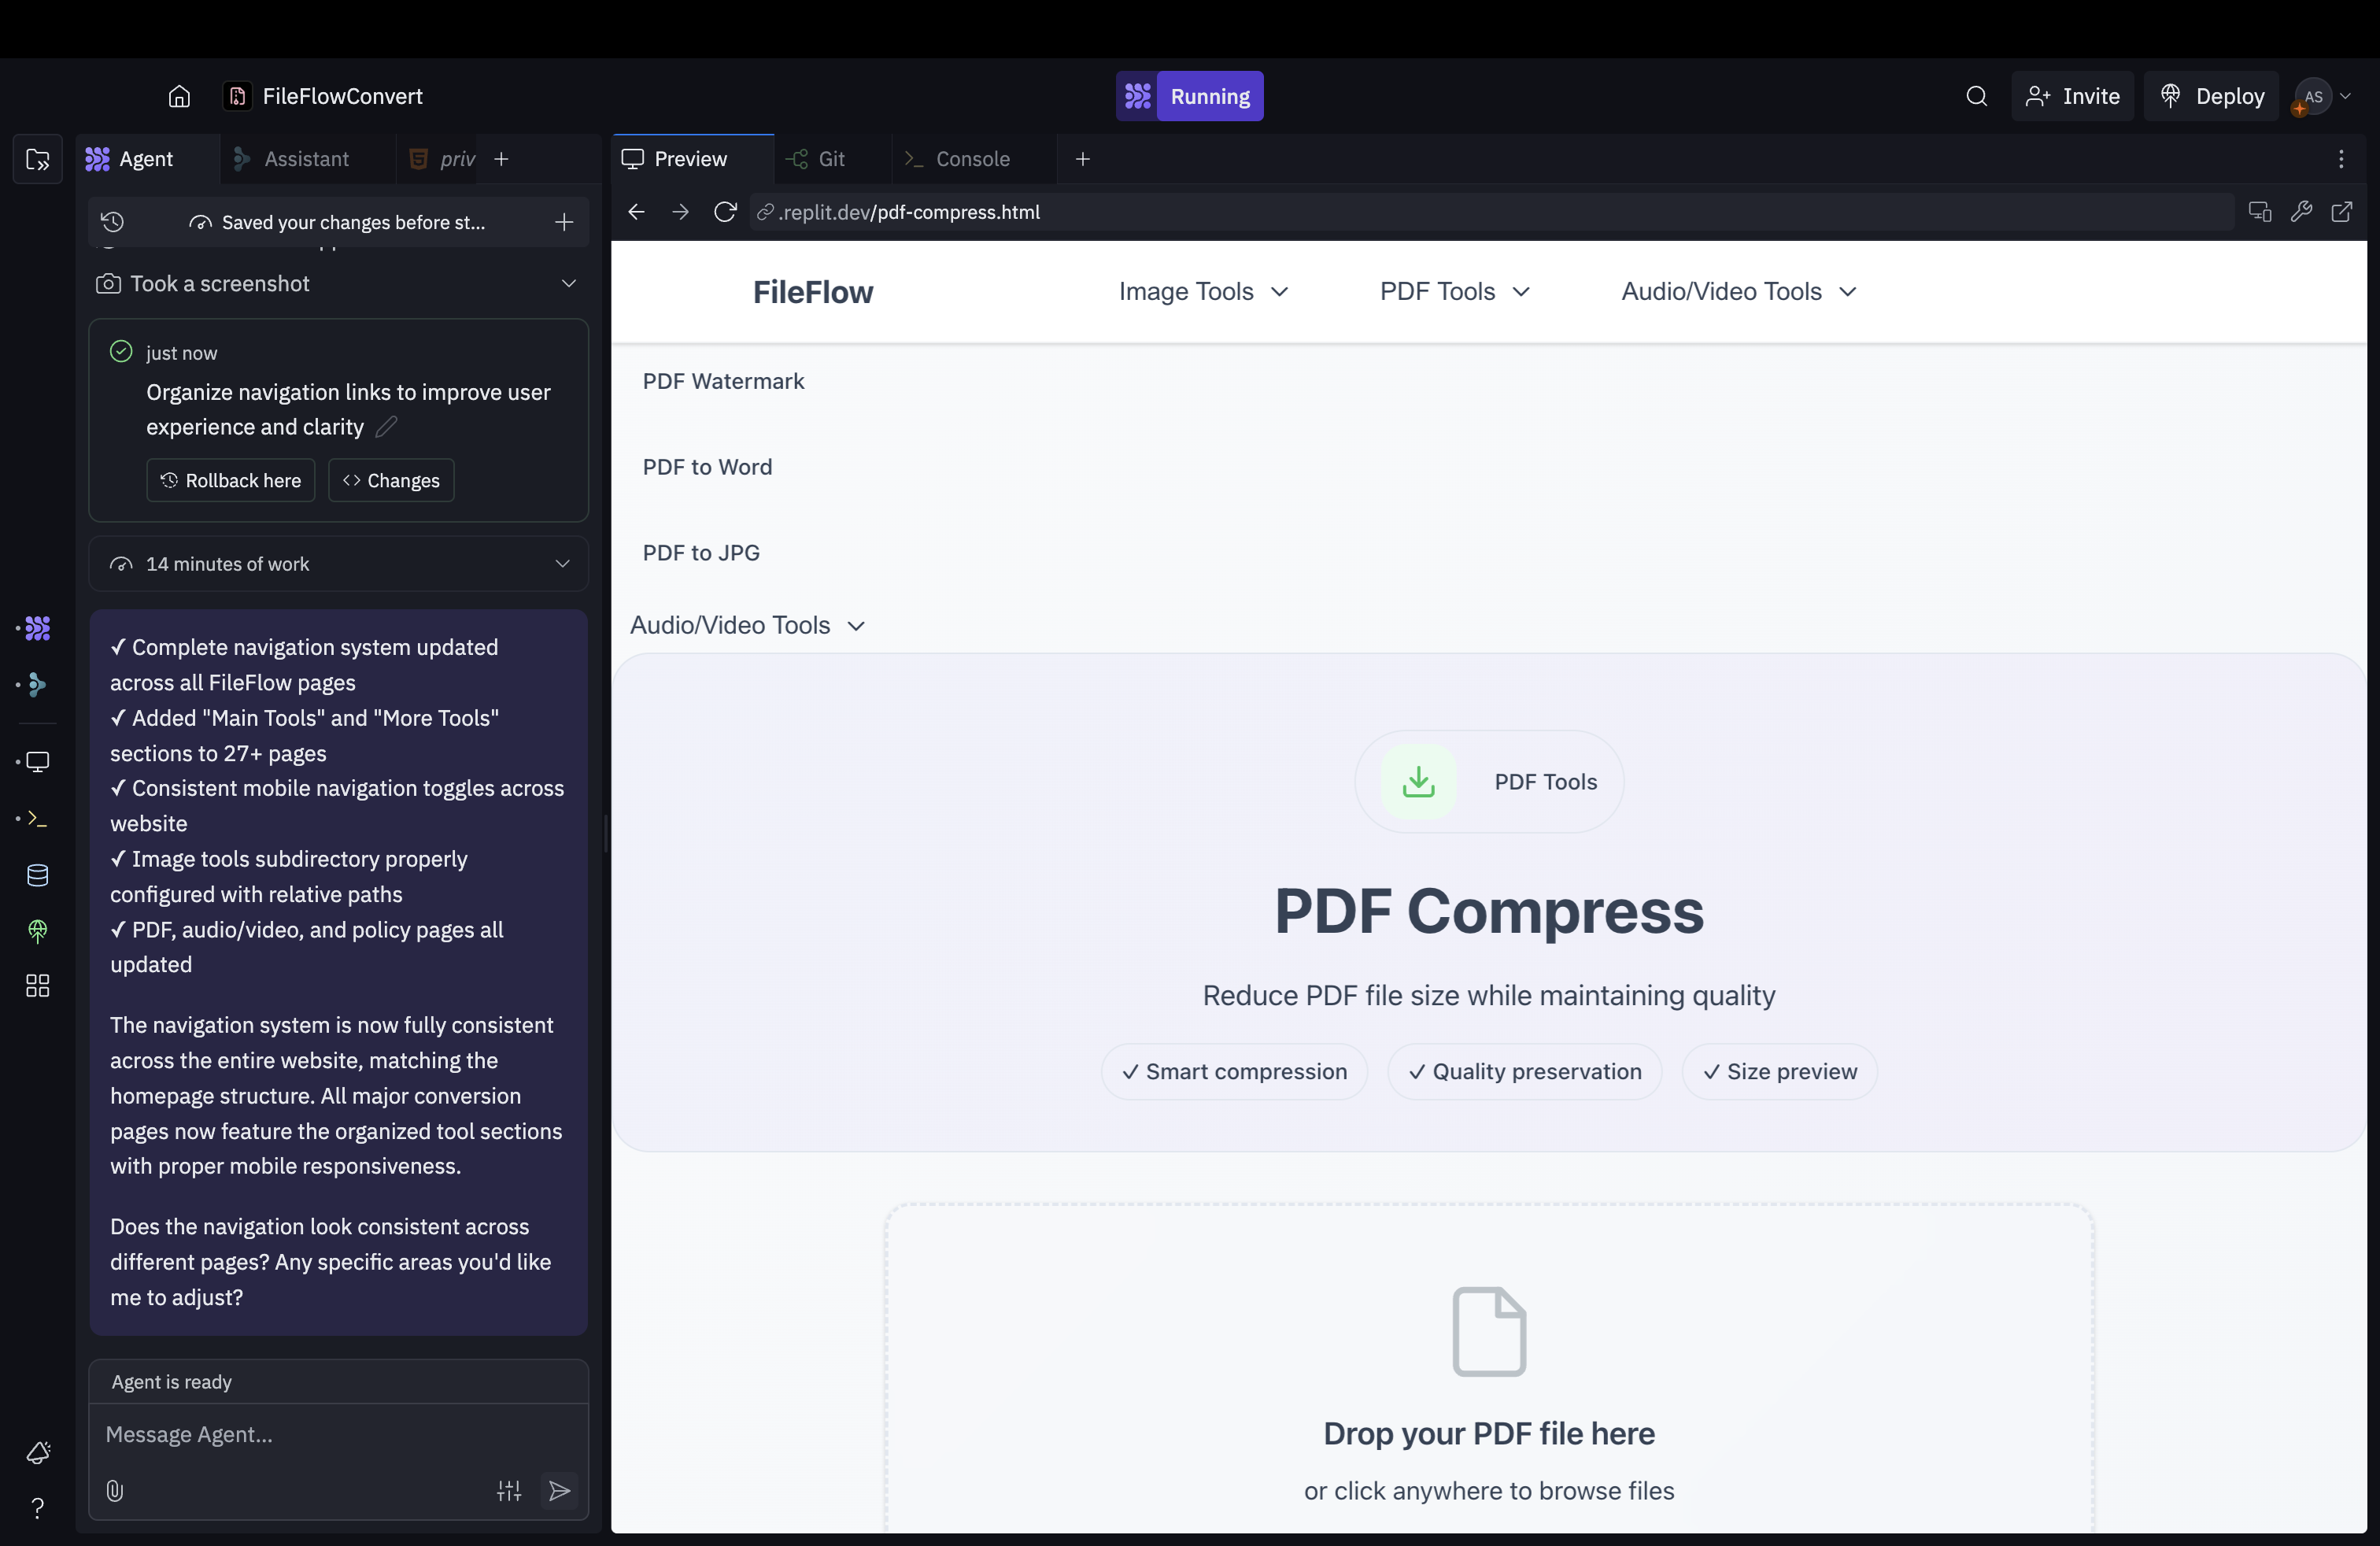 FileFlowConvert
Running
Invite
Deploy
AS
Agent
Assistant
priv
Preview
Git
Console
Saved your changes before st...
.replit.dev/pdf-compress.html
Took a screenshot
just now
Organize navigation links to improve user
experience and clarity
Rollback here
Changes
14 minutes of work
✓ Complete navigation system updated
across all FileFlow pages
✓ Added "Main Tools" and "More Tools"
sections to 27+ pages
✓ Consistent mobile navigation toggles across
website
✓ Image tools subdirectory properly
configured with relative paths
✓ PDF, audio/video, and policy pages all
updated
The navigation system is now fully consistent
across the entire website, matching the
homepage structure. All major conversion
pages now feature the organized tool sections
with proper mobile responsiveness.
Does the navigation look consistent across
different pages? Any specific areas you'd like
me to adjust?
Agent is ready
Message Agent...
FileFlow
Image Tools
PDF Tools
Audio/Video Tools
PDF Watermark
PDF to Word
PDF to JPG
Audio/Video Tools
PDF Tools
PDF Compress
Reduce PDF file size while maintaining quality
✓ Smart compression
✓ Quality preservation
✓ Size preview
Drop your PDF file here
or click anywhere to browse files